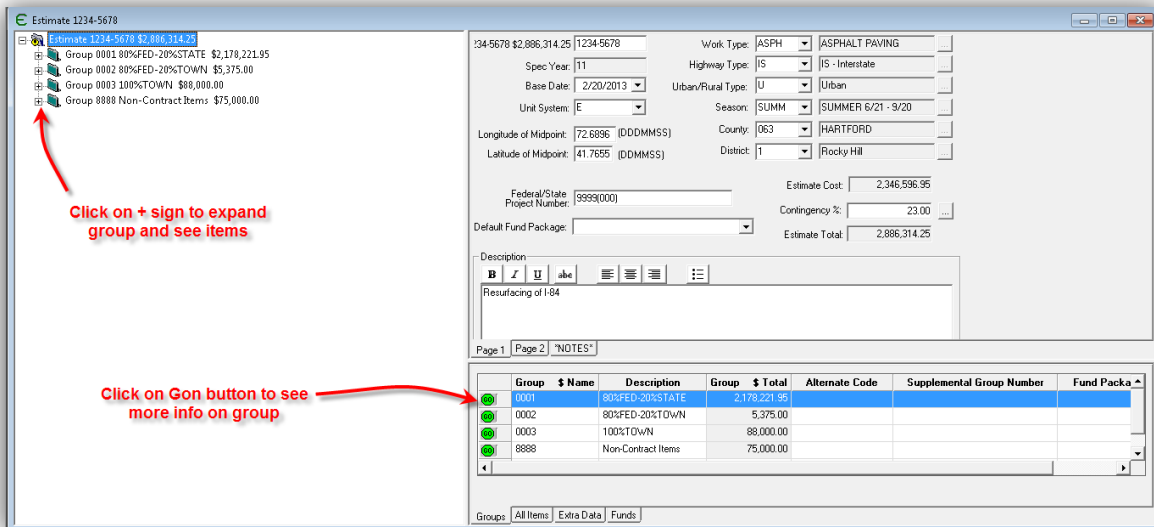 Estimate 1234-5678
Estimate 1234-5678 $2,886,314.25
Group 0001 80%FED-20%STATE $2,178,221.95
Group 0002 80%FED-20%TOWN $5,375.00
Group 0003 100%TOWN $88,000.00
Group 8888 Non-Contract Items $75,000.00
Click on + sign to expand
group and see items
Click on Gon button to see
more info on group
!34-5678 $2,886,314.25 1234-5678
Spec Year: 11
Base Date: 2/20/2013
Unit System: E
Longitude of Midpoint: 72.6896 (DDDMMSS)
Latitude of Midpoint: 41.7655 (DDMMSS)
Work Type: ASPH ASPHALT PAVING ...
Highway Type: IS IS - Interstate ...
Urban/Rural Type: U Urban ...
Season: SUMM SUMMER 6/21 - 9/20 ...
County: 063 HARTFORD ...
District: 1 Rocky Hill ...
Federal/State
Project Number: 9999(000)
Default Fund Package:
Estimate Cost: 2,346,596.95
Contingency %: 23.00 ...
Estimate Total: 2,886,314.25
Description
B I U abc
Resurfacing of I-84
Page 1 Page 2 *NOTES*
Group $ Name Description Group $ Total Alternate Code Supplemental Group Number Fund Packa
GO 0001 80%FED-20%STATE 2,178,221.95
GO 0002 80%FED-20%TOWN 5,375.00
GO 0003 100%TOWN 88,000.00
GO 8888 Non-Contract Items 75,000.00
Groups All Items Extra Data Funds